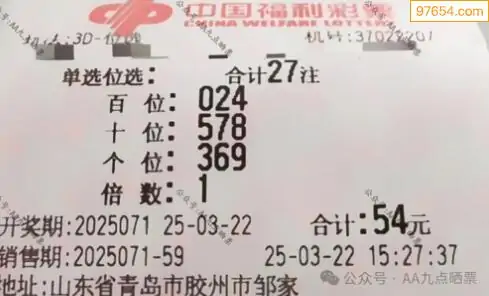 97654.com
中国福利彩票
CHINA WELFARE LOTTERY
机号:37022207
单选位选: 合计27注
百位:024
十位:578
个位:369
倍数:1
开奖期:2025071 25-03-22 合计:54元
销售期:2025071-59 25-03-22 15:27:37
地址:山东省青岛市胶州市邹家
公众号·AA九点晒票